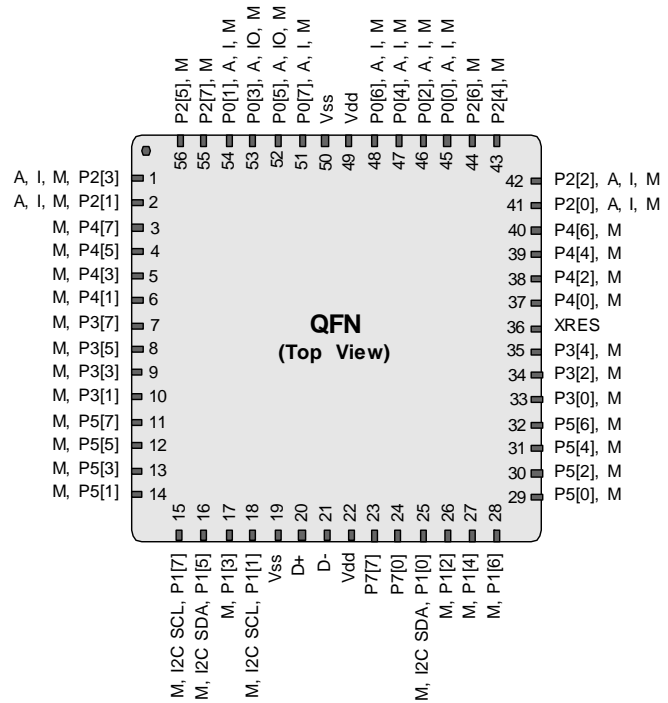 P2[5], M
P2[7], M
P0[1], A, I, M
P0[3], A, IO, M
P0[5], A, IO, M
P0[7], A, I, M
Vss
Vdd
P0[6], A, I, M
P0[4], A, I, M
P0[2], A, I, M
P0[0], A, I, M
P2[6], M
P2[4], M
56 55 54 53 52 51 50 49 48 47 46 45 44 43
A, I, M, P2[3] 1
A, I, M, P2[1] 2
M, P4[7] 3
M, P4[5] 4
M, P4[3] 5
M, P4[1] 6
M, P3[7] 7
M, P3[5] 8
M, P3[3] 9
M, P3[1] 10
M, P5[7] 11
M, P5[5] 12
M, P5[3] 13
M, P5[1] 14
QFN
(Top View)
42 P2[2], A, I, M
41 P2[0], A, I, M
40 P4[6], M
39 P4[4], M
38 P4[2], M
37 P4[0], M
36 XRES
35 P3[4], M
34 P3[2], M
33 P3[0], M
32 P5[6], M
31 P5[4], M
30 P5[2], M
29 P5[0], M
15 16 17 18 19 20 21 22 23 24 25 26 27 28
M, I2C SCL, P1[7]
M, I2C SDA, P1[5]
M, P1[3]
M, I2C SCL, P1[1]
Vss
D+
D-
Vdd
P7[7]
P7[0]
M, I2C SDA, P1[0]
M, P1[2]
M, P1[4]
M, P1[6]